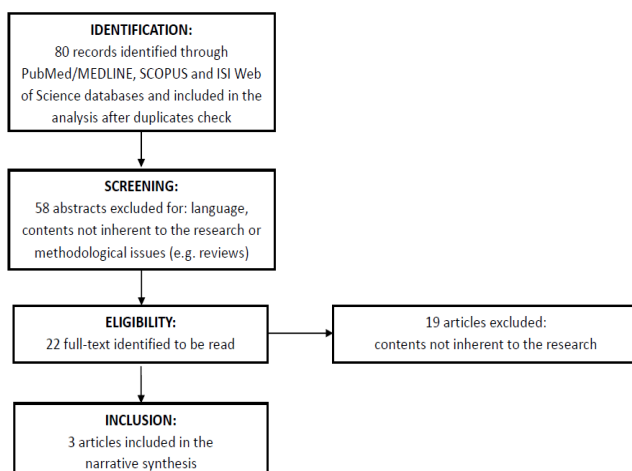 IDENTIFICATION:
80 records identified through
PubMed/MEDLINE, SCOPUS and ISI Web
of Science databases and included in the
analysis after duplicates check
SCREENING:
58 abstracts excluded for: language,
contents not inherent to the research or
methodological issues (e.g. reviews)
ELIGIBILITY:
22 full-text identified to be read
19 articles excluded:
contents not inherent to the research
INCLUSION:
3 articles included in the
narrative synthesis